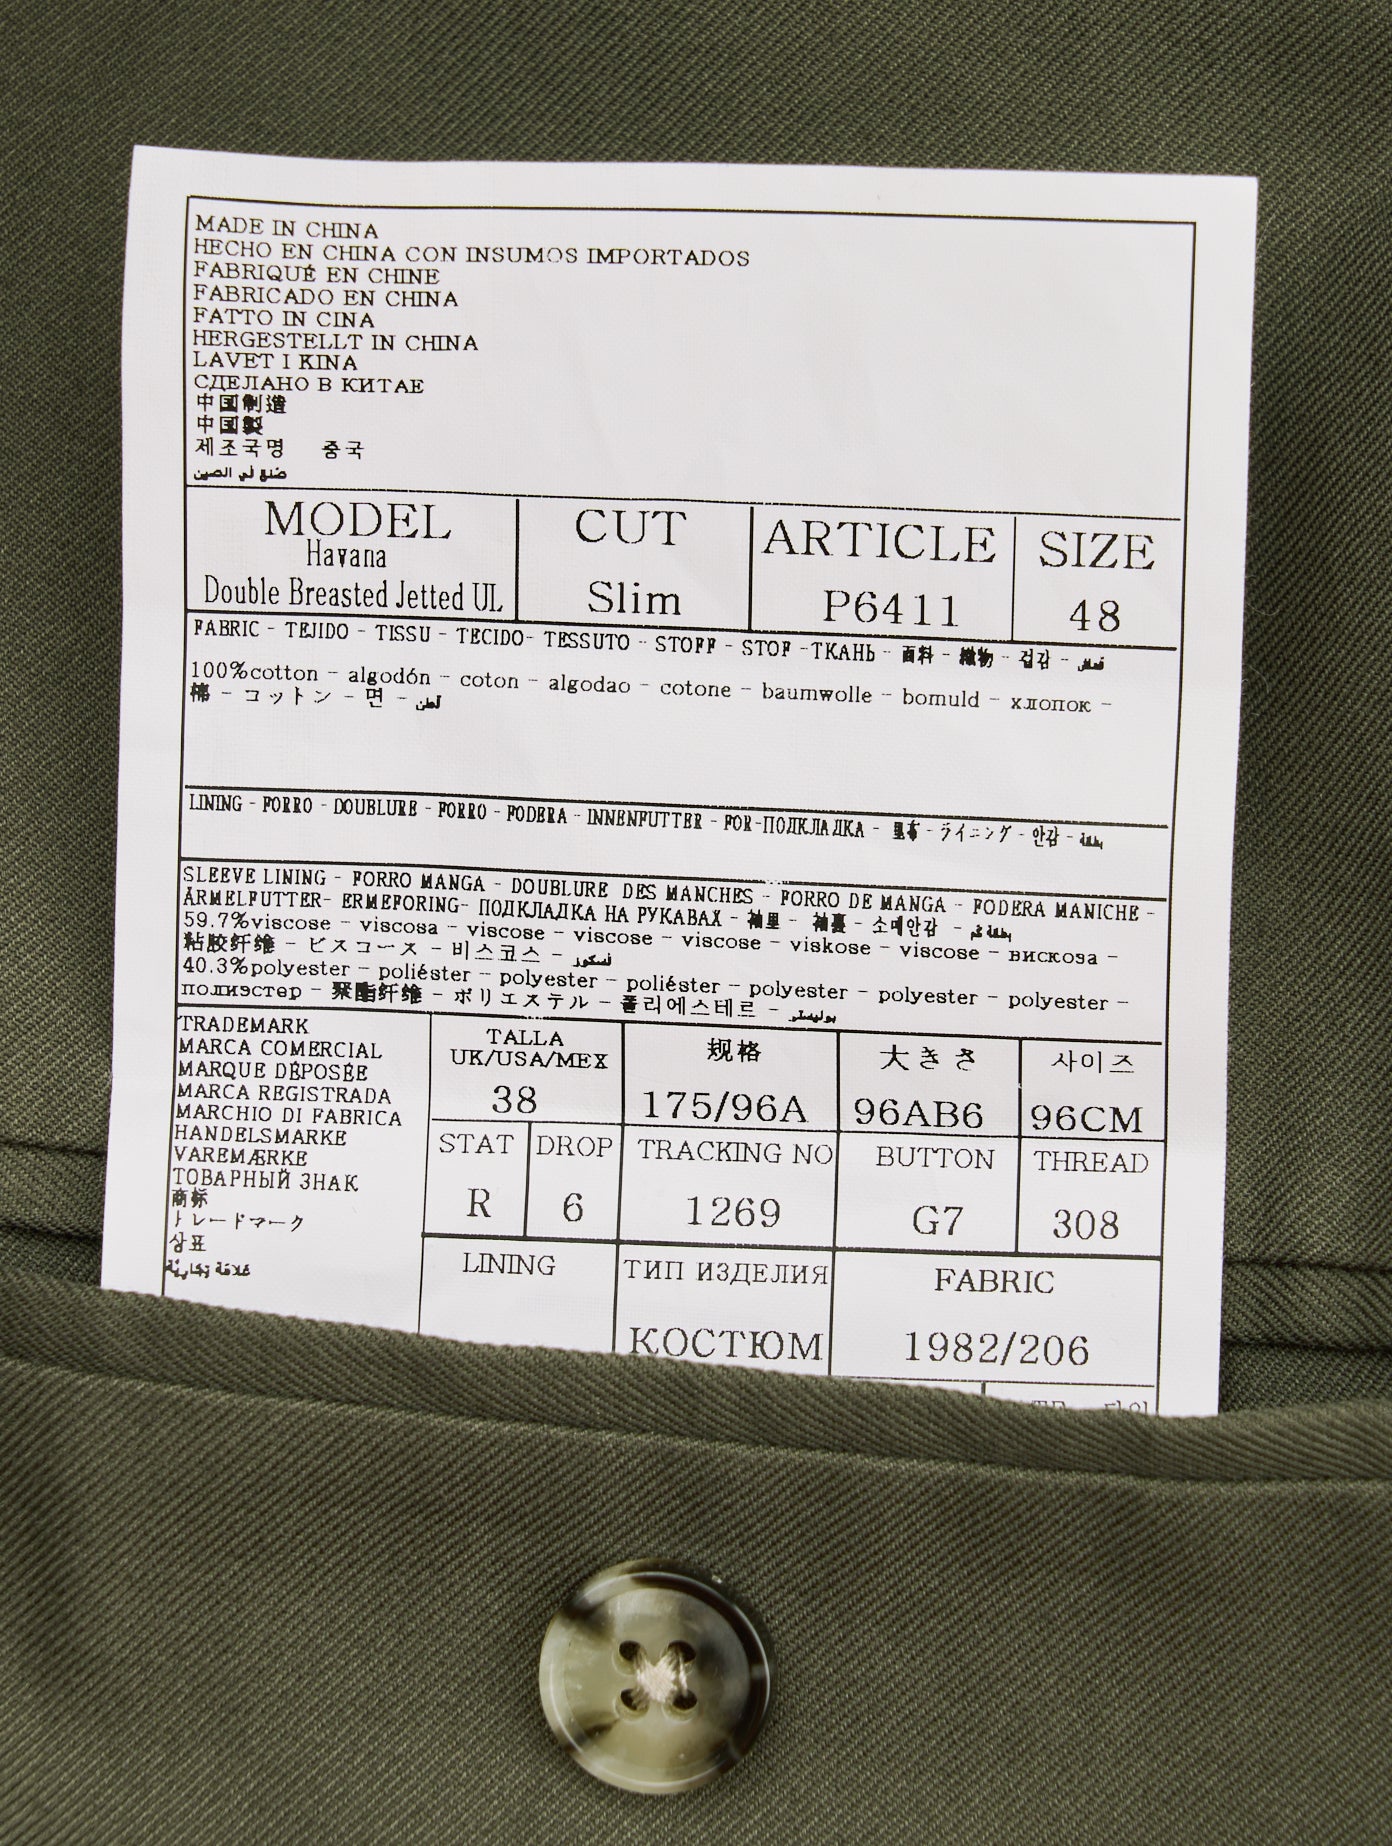 MADE IN CHINA
HECHO EN CHINA CON INSUMOS IMPORTADOS
FABRIQUÉ EN CHINE
FABRICADO EN CHINA
FATTO IN CINA
HERGESTELLT IN CHINA
LAVET I KINA
СДЕЛАНО В КИТАЕ
中国制造
中国製
제조국명 중국
صنع في الصين
MODEL
Havana
Double Breasted Jetted UL
CUT
Slim
ARTICLE
P6411
SIZE
48
FABRIC - TEJIDO - TISSU - TECIDO- TESSUTO - STOFF - STOF -ТКАНЬ - 面料 - 織物 - 겉감 - قماش
100%cotton - algodón - coton - algodao - cotone - baumwolle - bomuld - хлопок -
棉 - コットン - 면 - قطن
LINING - FORRO - DOUBLURE - FORRO - FODERA - INNENFUTTER - FOR-ПОДКЛАДКА - 里布 - ライニング - 안감 - بطانة
SLEEVE LINING - FORRO MANGA - DOUBLURE DES MANCHES - FORRO DE MANGA - FODERA MANICHE -
ÄRMELFUTTER- ERMEFORING- ПОДКЛАДКА НА РУКАВАХ - 袖里 - 袖裏 - 소매안감 -
59.7%viscose - viscosa - viscose - viscose - viscose - viskose - viscose - вискоза -
粘胶纤维 - ビスコース - 비스코스 - فسكوز
40.3%polyester - poliéster - polyester - poliéster - polyester - polyester - polyester -
полиэстер - 聚酯纤维 - ポリエステル - 폴리에스테르 - بوليستر
TRADEMARK
MARCA COMERCIAL
MARQUE DÉPOSÉE
MARCA REGISTRADA
MARCHIO DI FABRICA
HANDELSMARKE
VAREMÆRKE
ТОВАРНЫЙ ЗНАК
商标
トレードマーク
상표
علامة تجارية
TALLA
UK/USA/MEX
38
规格
175/96A
大きさ
96AB6
사이즈
96CM
STAT
R
DROP
6
TRACKING NO
1269
BUTTON
G7
THREAD
308
LINING
ТИП ИЗДЕЛИЯ
КОСТЮМ
FABRIC
1982/206